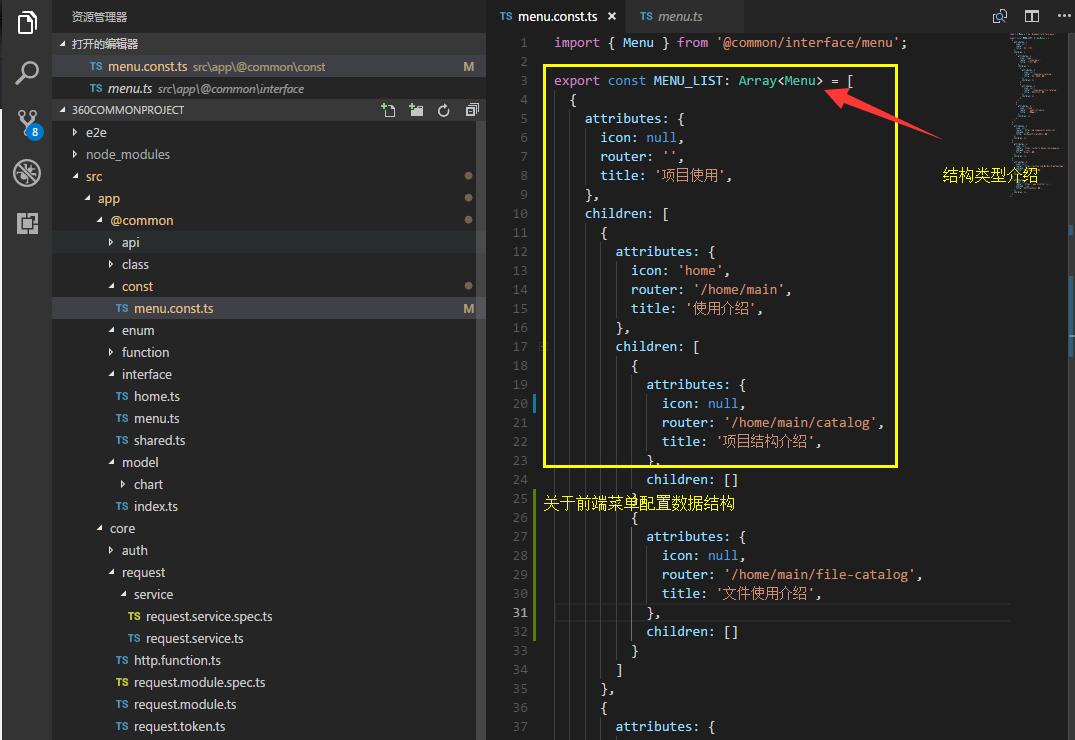 资源管理器
打开的编辑器
TS menu.const.ts src\app\@common\const M
TS menu.ts src\app\@common\interface
360COMMONPROJECT
e2e
node_modules
src
app
@common
api
class
const
TS menu.const.ts M
enum
function
interface
TS home.ts
TS menu.ts
TS shared.ts
model
chart
TS index.ts
core
auth
request
service
TS request.service.spec.ts
TS request.service.ts
TS http.function.ts
TS request.module.spec.ts
TS request.module.ts
TS request.token.ts
8
TS menu.const.ts × TS menu.ts
1 import { Menu } from '@common/interface/menu';
2
3 export const MENU_LIST: Array<Menu> = [
4 {
5 attributes: {
6 icon: null,
7 router: '',
8 title: '项目使用',
9 },
10 children: [
11 {
12 attributes: {
13 icon: 'home',
14 router: '/home/main',
15 title: '使用介绍',
16 },
17 children: [
18 {
19 attributes: {
20 icon: null,
21 router: '/home/main/catalog',
22 title: '项目结构介绍',
23 },
24 children: []
25 },
26 {
27 attributes: {
28 icon: null,
29 router: '/home/main/file-catalog',
30 title: '文件使用介绍',
31 },
32 children: []
33 }
34 ]
35 },
36 {
37 attributes: {
结构类型介绍
关于前端菜单配置数据结构